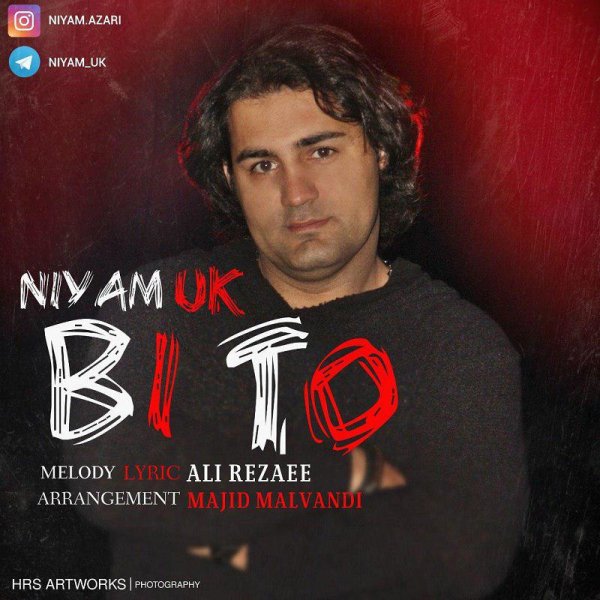 NIYAM.AZARI
NIYAM_UK
NIYAM UK
BI TO
MELODY LYRIC ALI REZAEE
ARRANGEMENT MAJID MALVANDI
HRS ARTWORKS | PHOTOGRAPHY